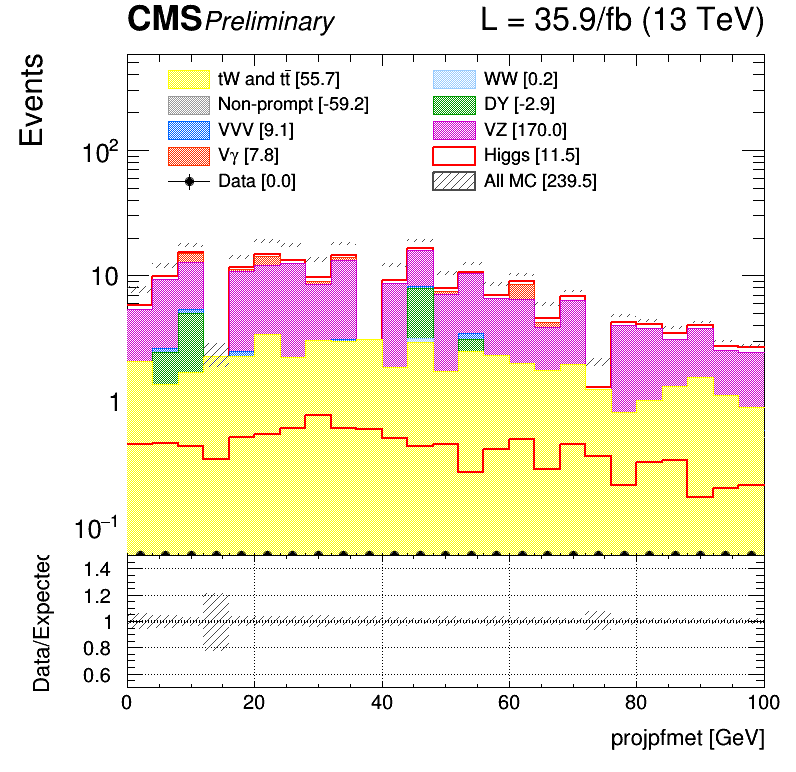 CMS Preliminary L = 35.9/fb (13 TeV)
Events
tW and tt̄ [55.7] WW [0.2]
Non-prompt [-59.2] DY [-2.9]
VVV [9.1] VZ [170.0]
Vγ [7.8] Higgs [11.5]
Data [0.0] All MC [239.5]
10²
10
1
10⁻¹
Data/Expected
1.4
1.2
1
0.8
0.6
0 20 40 60 80 100
projpfmet [GeV]